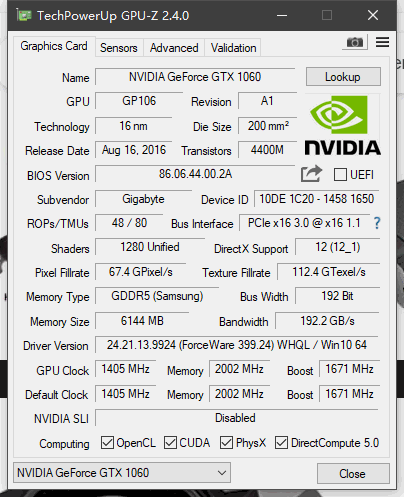 TechPowerUp GPU-Z 2.4.0
Graphics Card Sensors Advanced Validation
Name NVIDIA GeForce GTX 1060 Lookup
GPU GP106 Revision A1
Technology 16 nm Die Size 200 mm²
Release Date Aug 16, 2016 Transistors 4400M
NVIDIA
BIOS Version 86.06.44.00.2A UEFI
Subvendor Gigabyte Device ID 10DE 1C20 - 1458 1650
ROPs/TMUs 48 / 80 Bus Interface PCIe x16 3.0 @ x16 1.1 ?
Shaders 1280 Unified DirectX Support 12 (12_1)
Pixel Fillrate 67.4 GPixel/s Texture Fillrate 112.4 GTexel/s
Memory Type GDDR5 (Samsung) Bus Width 192 Bit
Memory Size 6144 MB Bandwidth 192.2 GB/s
Driver Version 24.21.13.9924 (ForceWare 399.24) WHQL / Win10 64
GPU Clock 1405 MHz Memory 2002 MHz Boost 1671 MHz
Default Clock 1405 MHz Memory 2002 MHz Boost 1671 MHz
NVIDIA SLI Disabled
Computing OpenCL CUDA PhysX DirectCompute 5.0
NVIDIA GeForce GTX 1060 Close